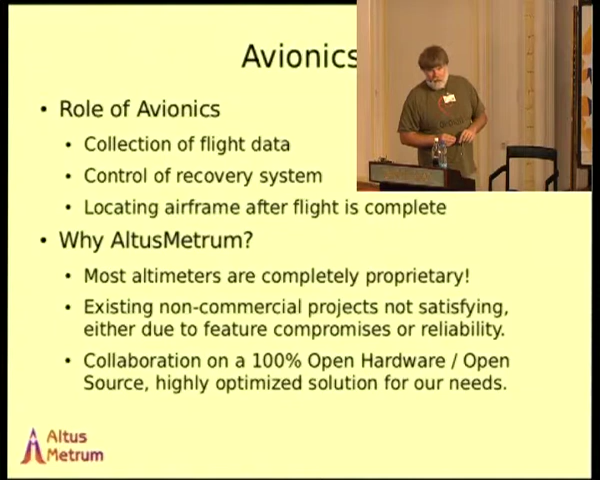 Avionics
• Role of Avionics
• Collection of flight data
• Control of recovery system
• Locating airframe after flight is complete
• Why AltusMetrum?
• Most altimeters are completely proprietary!
• Existing non-commercial projects not satisfying,
either due to feature compromises or reliability.
• Collaboration on a 100% Open Hardware / Open
Source, highly optimized solution for our needs.
Altus
Metrum